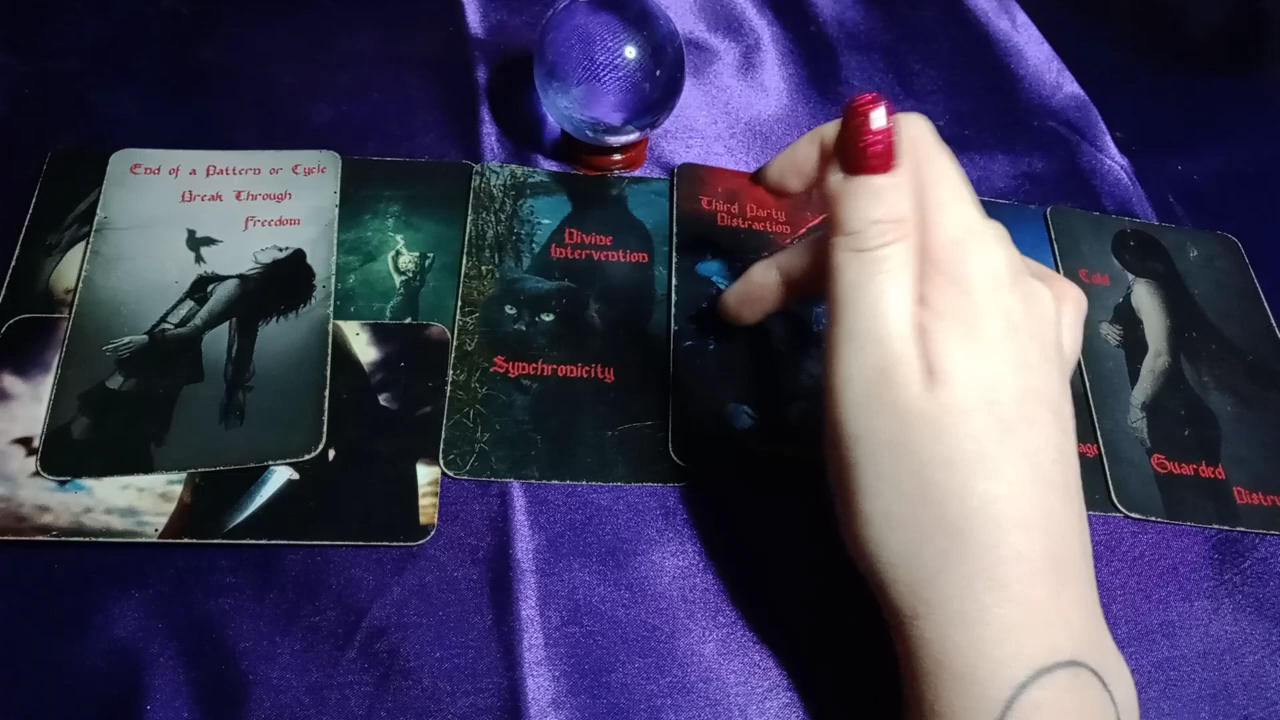 End of a Pattern or Cycle
Break Through
Freedom
Divine
Intervention
Synchronicity
Third Party
Distraction
Cold
Guarded